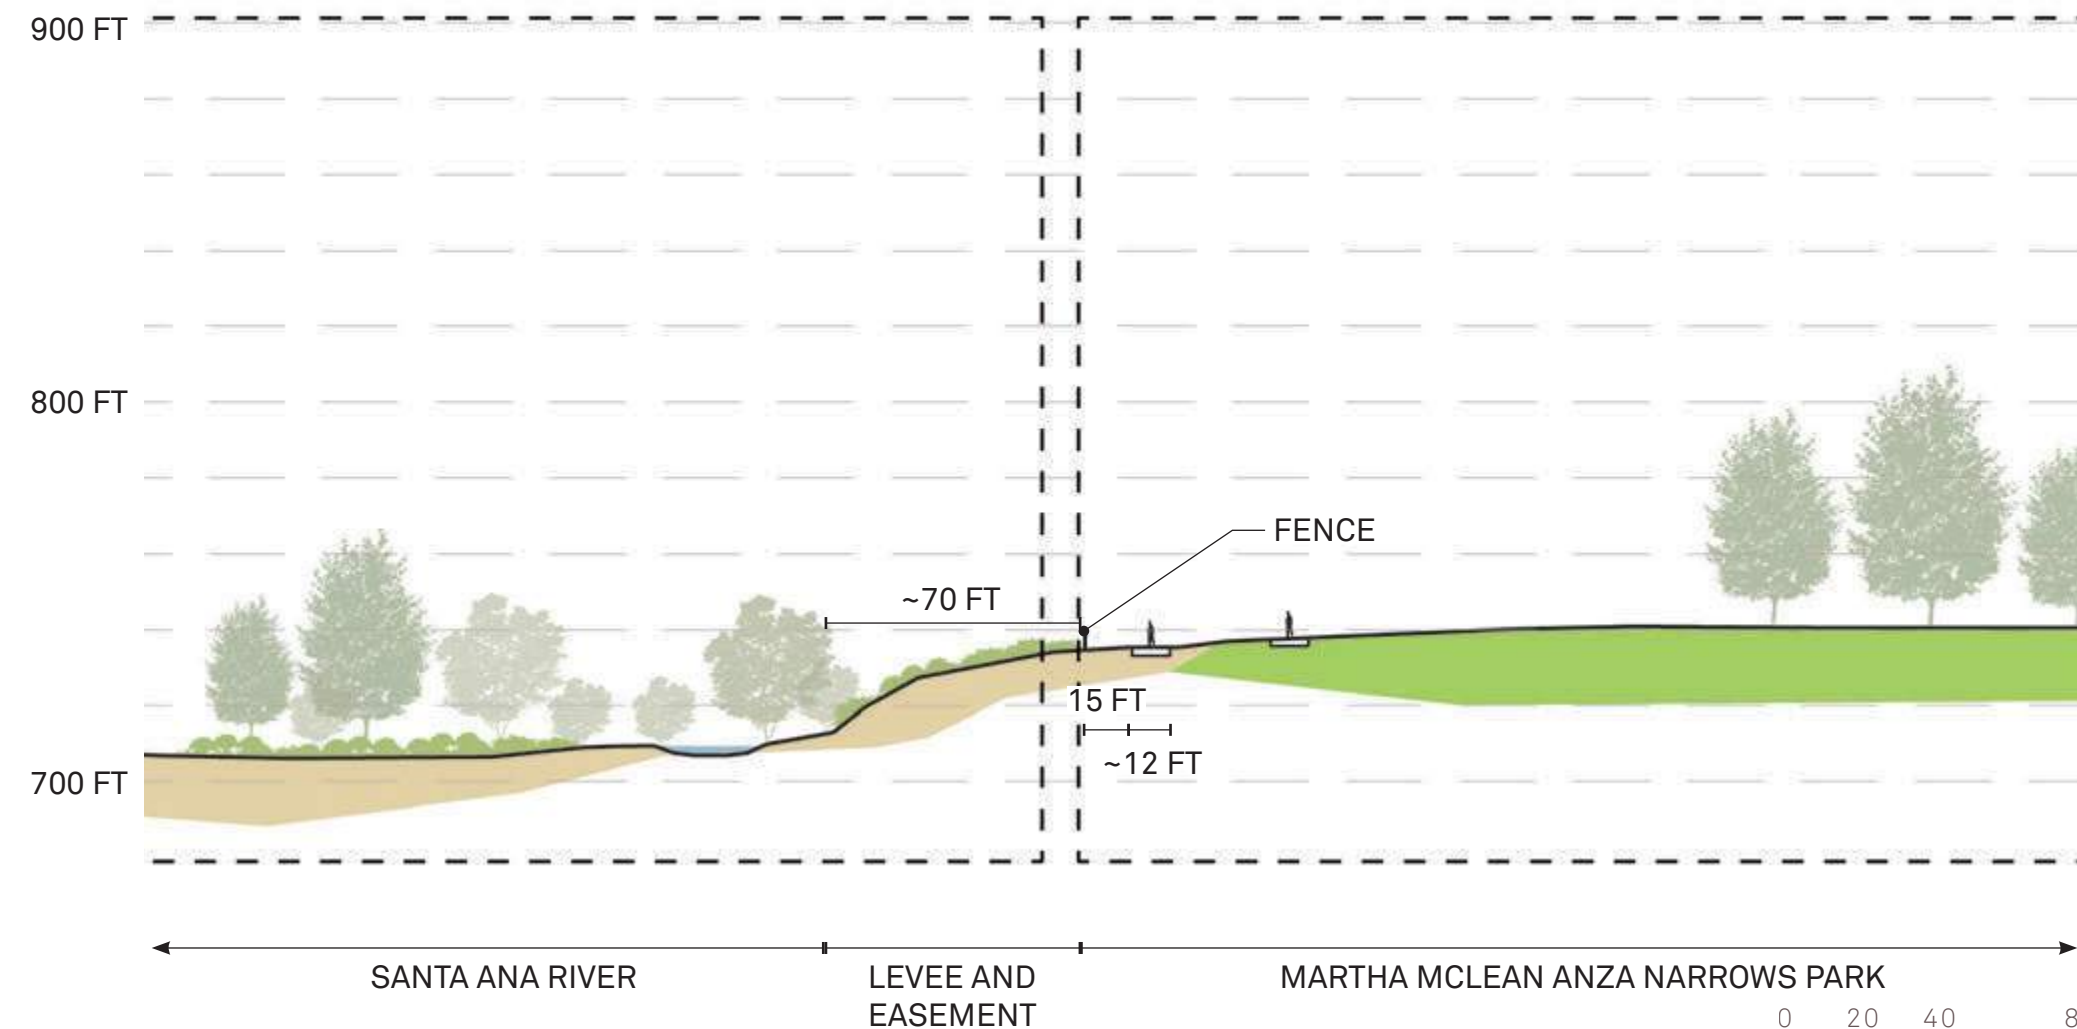 900 FT
800 FT
FENCE
~70 FT
15 FT
~12 FT
700 FT
SANTA ANA RIVER
LEVEE AND
EASEMENT
MARTHA MCLEAN ANZA NARROWS PARK
0 20 40 8